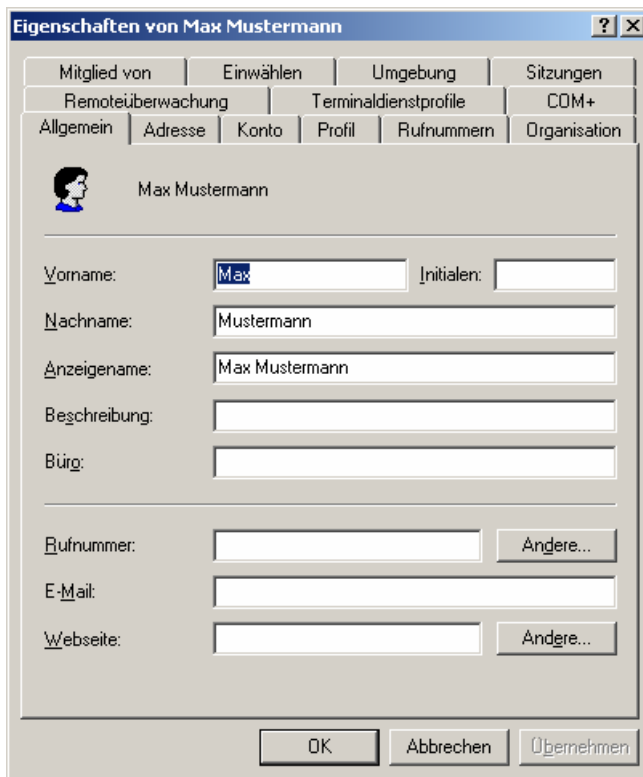 Eigenschaften von Max Mustermann
Mitglied von Einwählen Umgebung Sitzungen
Remoteüberwachung Terminaldienstprofile COM+
Allgemein Adresse Konto Profil Rufnummern Organisation
Max Mustermann
Vorname: Max Initialen:
Nachname: Mustermann
Anzeigename: Max Mustermann
Beschreibung:
Büro:
Rufnummer: Andere...
E-Mail:
Webseite: Andere...
OK Abbrechen Übernehmen